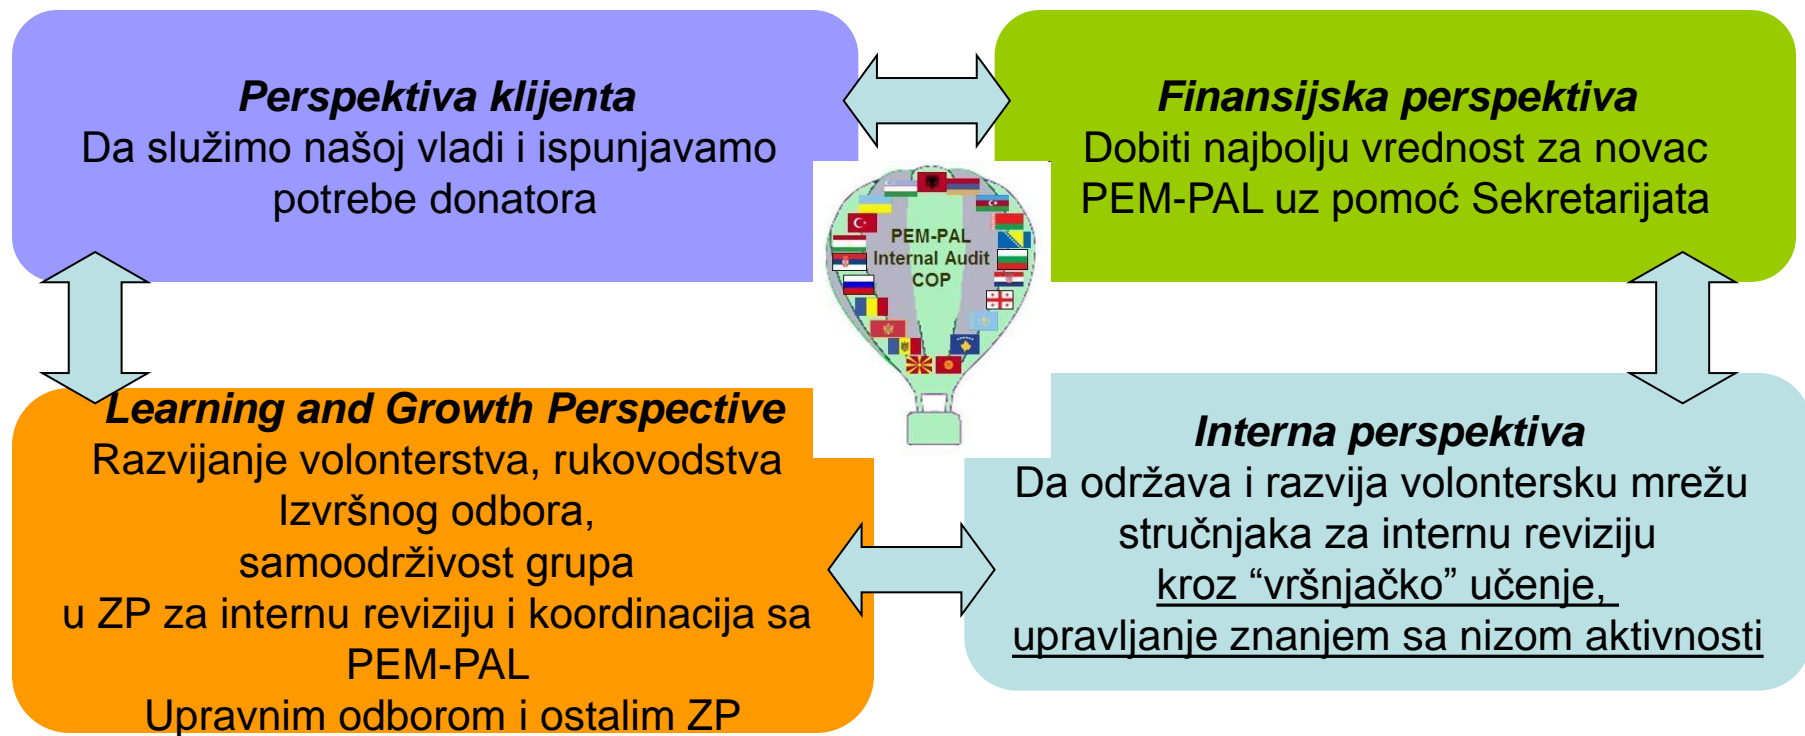 Perspektiva klijenta
Da služimo našoj vladi i ispunjavamo
potrebe donatora
Finansijska perspektiva
Dobiti najbolju vrednost za novac
PEM-PAL uz pomoć Sekretarijata
PEM-PAL
Internal Audit
COP
Learning and Growth Perspective
Razvijanje volonterstva, rukovodstva
Izvršnog odbora,
samoodrživost grupa
u ZP za internu reviziju i koordinacija sa
PEM-PAL
Upravnim odborom i ostalim ZP
Interna perspektiva
Da održava i razvija volontersku mrežu
stručnjaka za internu reviziju
kroz “vršnjačko” učenje,
upravljanje znanjem sa nizom aktivnosti